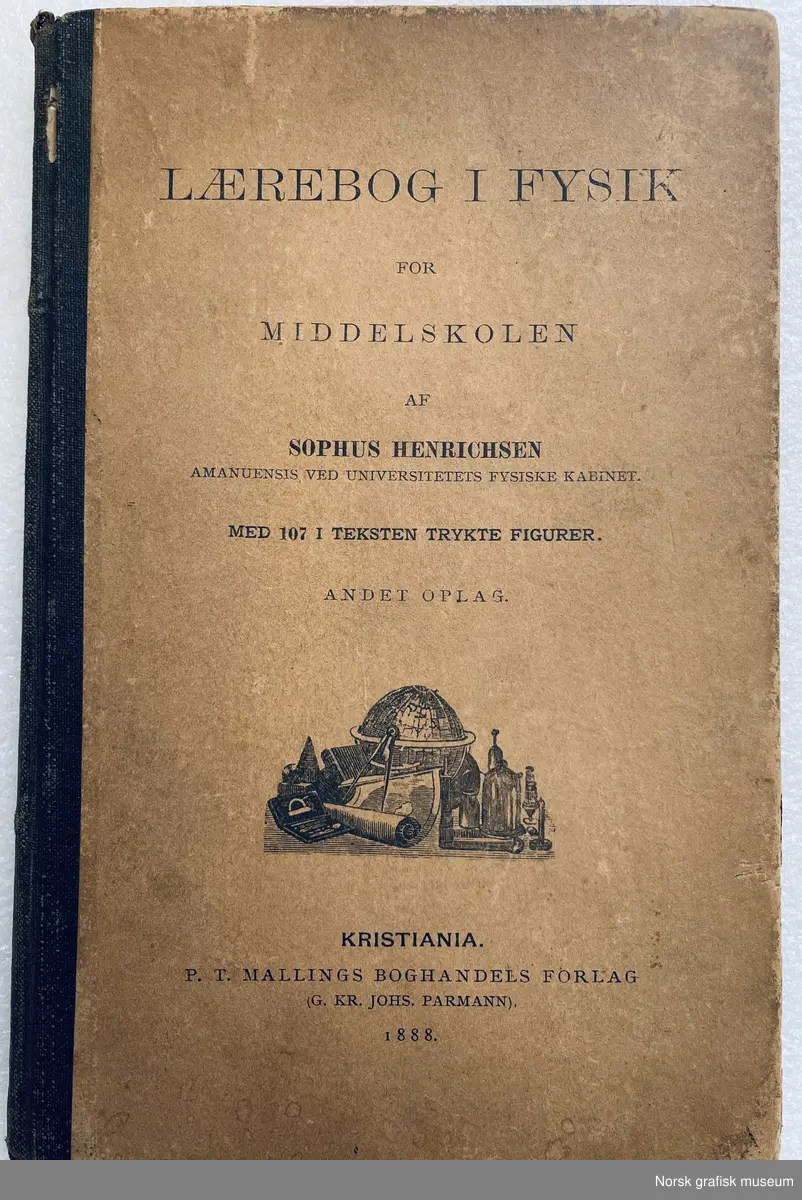 LÆREBOG I FYSIK
FOR
MIDDELSKOLEN
AF
SOPHUS HENRICHSEN
AMANUENSIS VED UNIVERSITETETS FYSISKE KABINET.
MED 107 I TEKSTEN TRYKTE FIGURER.
ANDET OPLAG.
KRISTIANIA.
P. T. MALLINGS BOGHANDELS FORLAG
(G. KR. JOHS. PARMANN).
1888.
Norsk grafisk museum